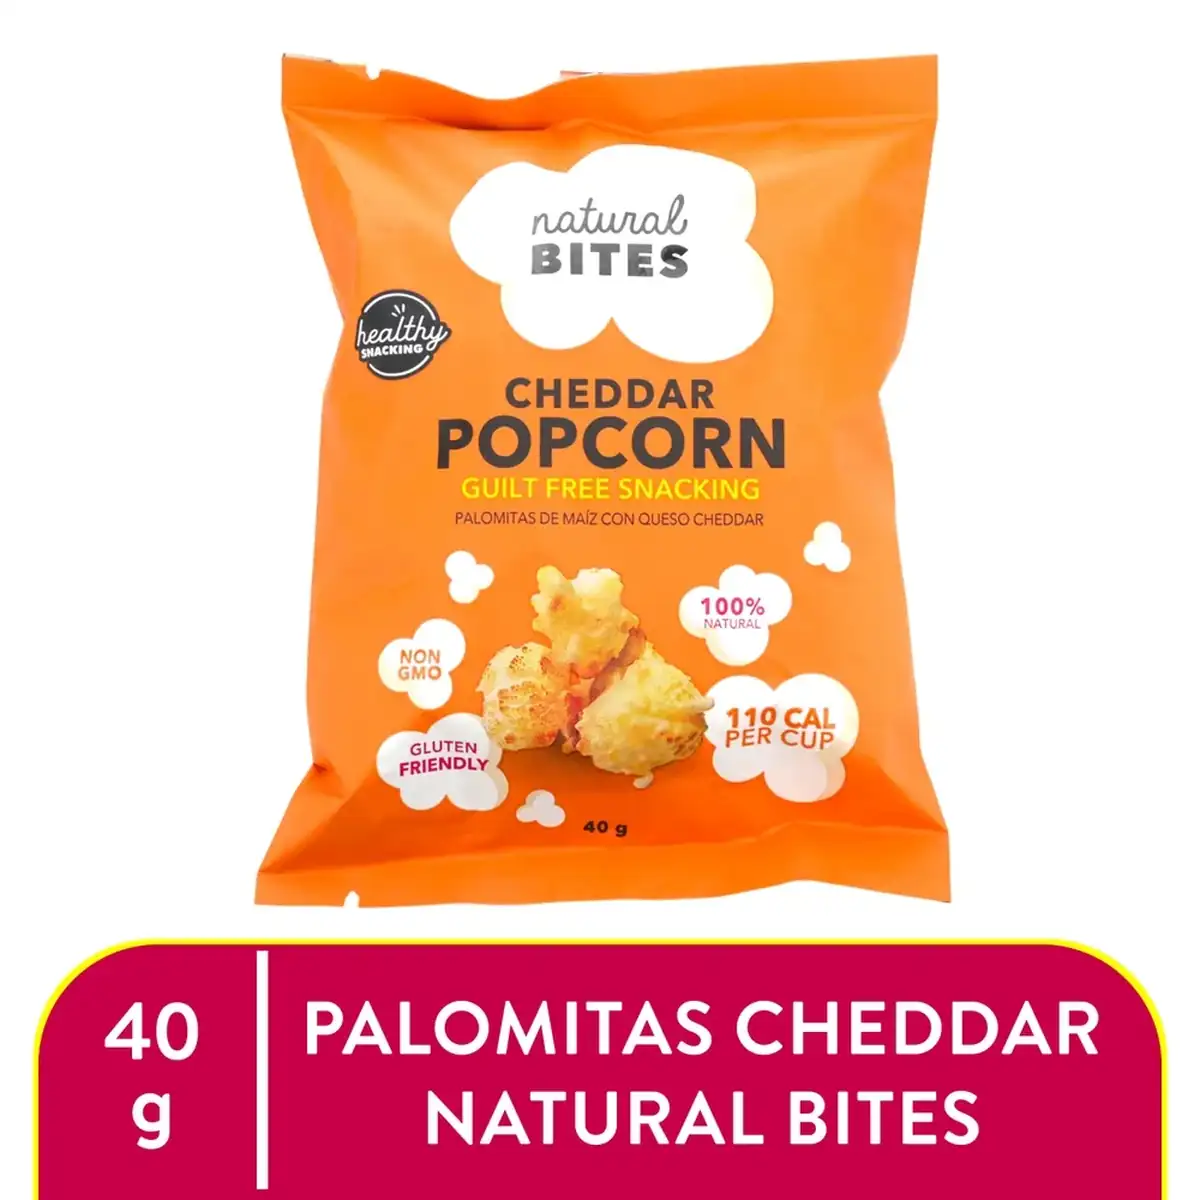 natural
BITES
healthy
SNACKING
CHEDDAR
POPCORN
GUILT FREE SNACKING
PALOMITAS DE MAÍZ CON QUESO CHEDDAR
100%
NATURAL
NON
GMO
110 CAL
PER CUP
GLUTEN
FRIENDLY
40 g
40
g
PALOMITAS CHEDDAR
NATURAL BITES